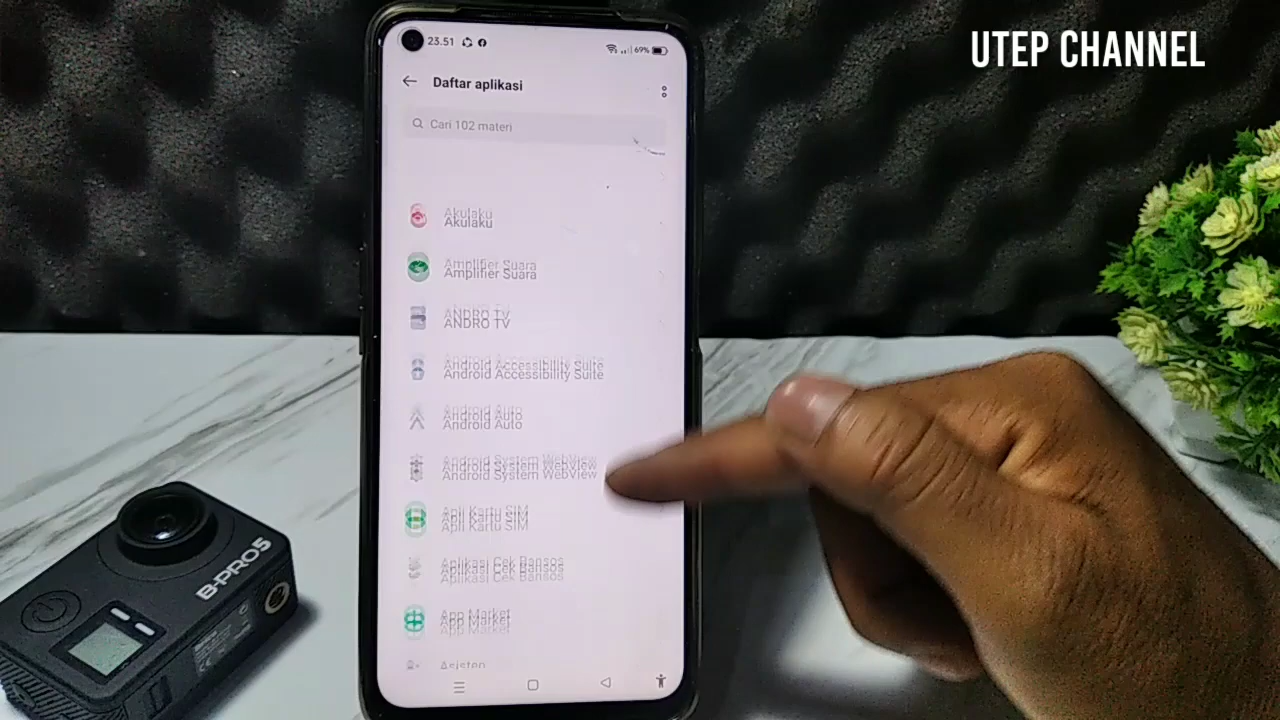 UTEP CHANNEL
23.51
69%
Daftar aplikasi
Cari 102 materi
Akulaku
Amplifier Suara
ANDRO TV
Android Accessibility Suite
Android Auto
Android System WebView
Apli Kartu SIM
Aplikasi Cek Bansos
App Market
B-PRO5